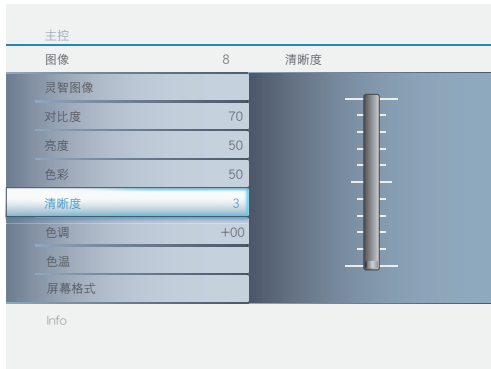 主控
图像 8 清晰度
灵智图像
对比度 70
亮度 50
色彩 50
清晰度 3
色调 +00
色温
屏幕格式
Info